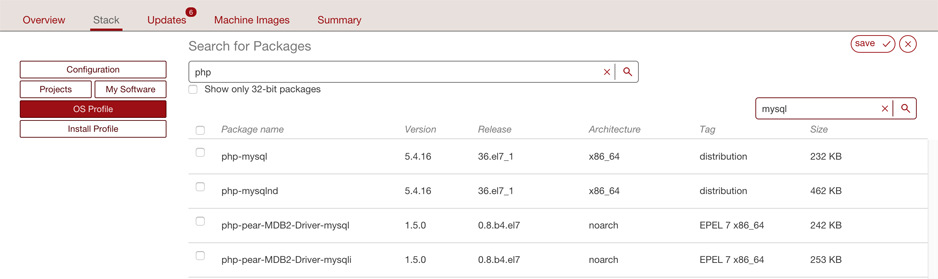 Overview Stack Updates 6 Machine Images Summary
Search for Packages
save
Configuration
php
Projects My Software
Show only 32-bit packages
OS Profile
mysql
Install Profile
Package name Version Release Architecture Tag Size
php-mysql 5.4.16 36.el7_1 x86_64 distribution 232 KB
php-mysqlnd 5.4.16 36.el7_1 x86_64 distribution 462 KB
php-pear-MDB2-Driver-mysql 1.5.0 0.8.b4.el7 noarch EPEL 7 x86_64 242 KB
php-pear-MDB2-Driver-mysqli 1.5.0 0.8.b4.el7 noarch EPEL 7 x86_64 253 KB